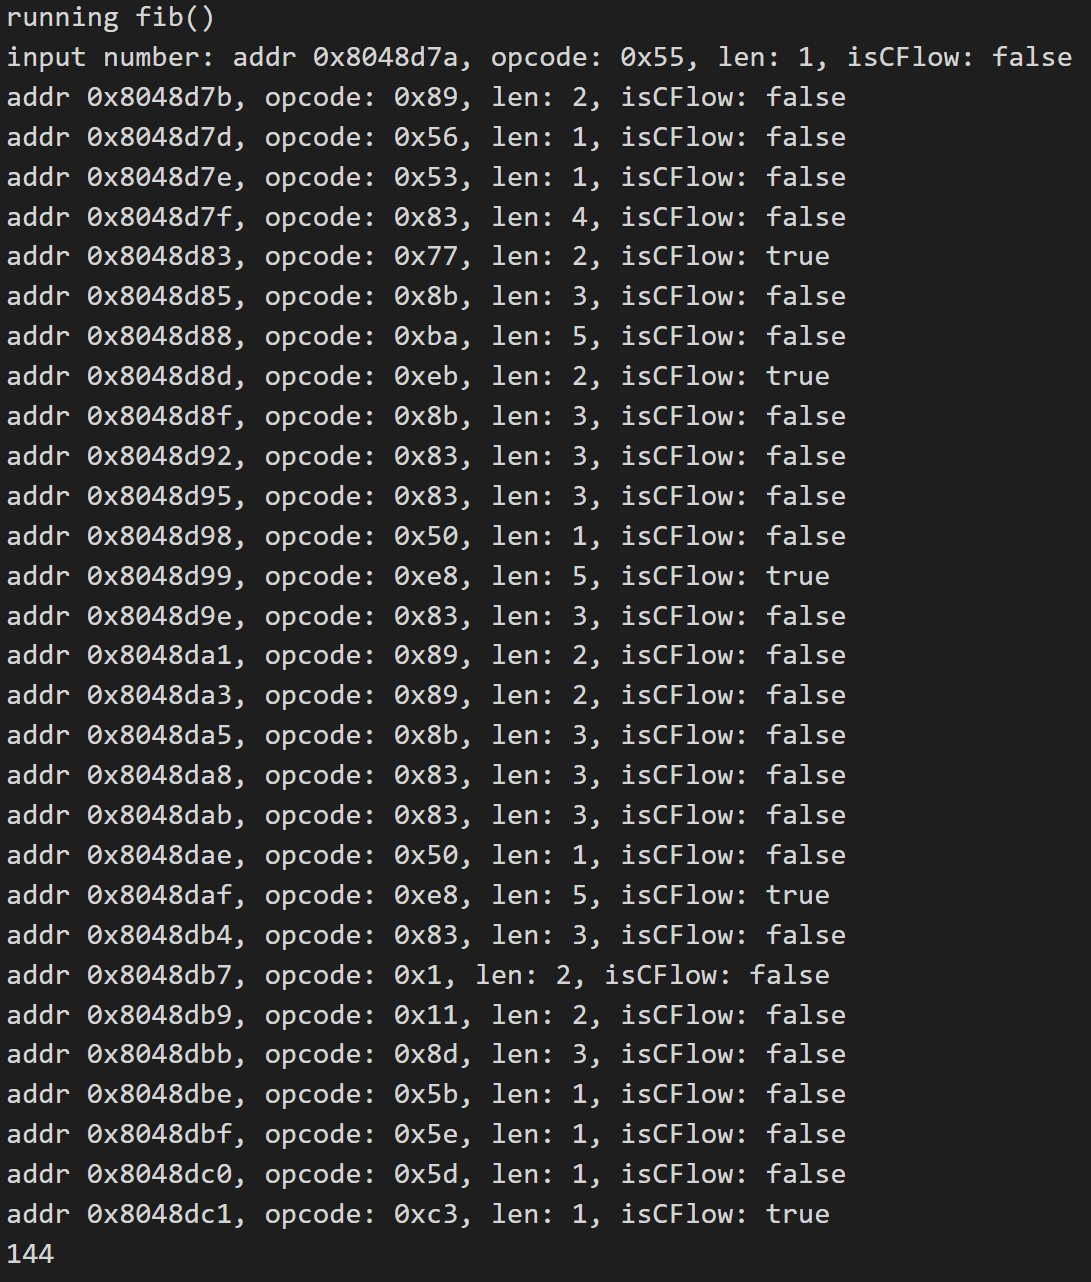 running fib()
input number: addr 0x8048d7a, opcode: 0x55, len: 1, isCFlow: false
addr 0x8048d7b, opcode: 0x89, len: 2, isCFlow: false
addr 0x8048d7d, opcode: 0x56, len: 1, isCFlow: false
addr 0x8048d7e, opcode: 0x53, len: 1, isCFlow: false
addr 0x8048d7f, opcode: 0x83, len: 4, isCFlow: false
addr 0x8048d83, opcode: 0x77, len: 2, isCFlow: true
addr 0x8048d85, opcode: 0x8b, len: 3, isCFlow: false
addr 0x8048d88, opcode: 0xba, len: 5, isCFlow: false
addr 0x8048d8d, opcode: 0xeb, len: 2, isCFlow: true
addr 0x8048d8f, opcode: 0x8b, len: 3, isCFlow: false
addr 0x8048d92, opcode: 0x83, len: 3, isCFlow: false
addr 0x8048d95, opcode: 0x83, len: 3, isCFlow: false
addr 0x8048d98, opcode: 0x50, len: 1, isCFlow: false
addr 0x8048d99, opcode: 0xe8, len: 5, isCFlow: true
addr 0x8048d9e, opcode: 0x83, len: 3, isCFlow: false
addr 0x8048da1, opcode: 0x89, len: 2, isCFlow: false
addr 0x8048da3, opcode: 0x89, len: 2, isCFlow: false
addr 0x8048da5, opcode: 0x8b, len: 3, isCFlow: false
addr 0x8048da8, opcode: 0x83, len: 3, isCFlow: false
addr 0x8048dab, opcode: 0x83, len: 3, isCFlow: false
addr 0x8048dae, opcode: 0x50, len: 1, isCFlow: false
addr 0x8048daf, opcode: 0xe8, len: 5, isCFlow: true
addr 0x8048db4, opcode: 0x83, len: 3, isCFlow: false
addr 0x8048db7, opcode: 0x1, len: 2, isCFlow: false
addr 0x8048db9, opcode: 0x11, len: 2, isCFlow: false
addr 0x8048dbb, opcode: 0x8d, len: 3, isCFlow: false
addr 0x8048dbe, opcode: 0x5b, len: 1, isCFlow: false
addr 0x8048dbf, opcode: 0x5e, len: 1, isCFlow: false
addr 0x8048dc0, opcode: 0x5d, len: 1, isCFlow: false
addr 0x8048dc1, opcode: 0xc3, len: 1, isCFlow: true
144